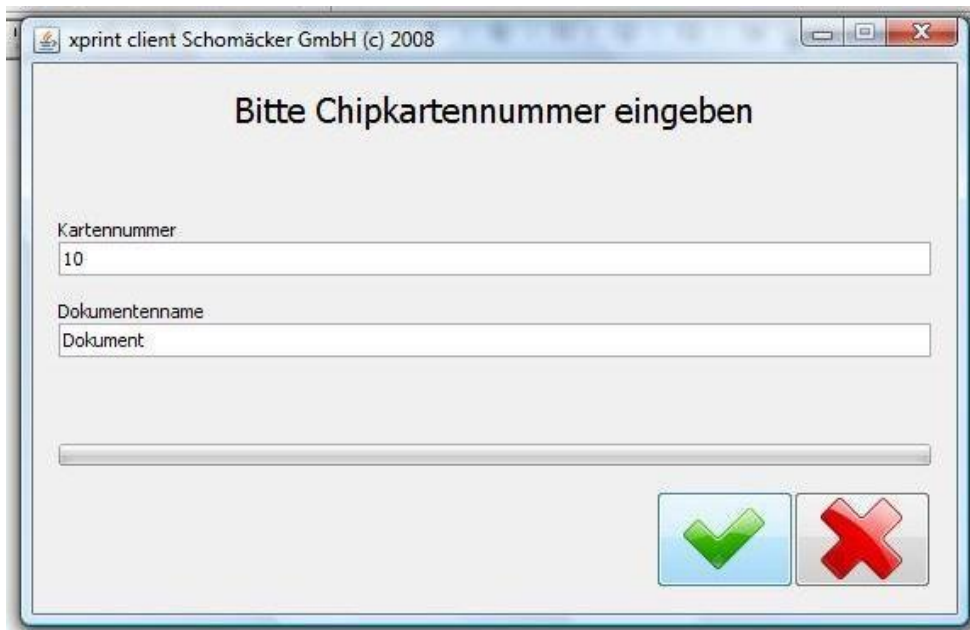 xprint client Schomäcker GmbH (c) 2008
Bitte Chipkartennummer eingeben
Kartennummer
10
Dokumentenname
Dokument